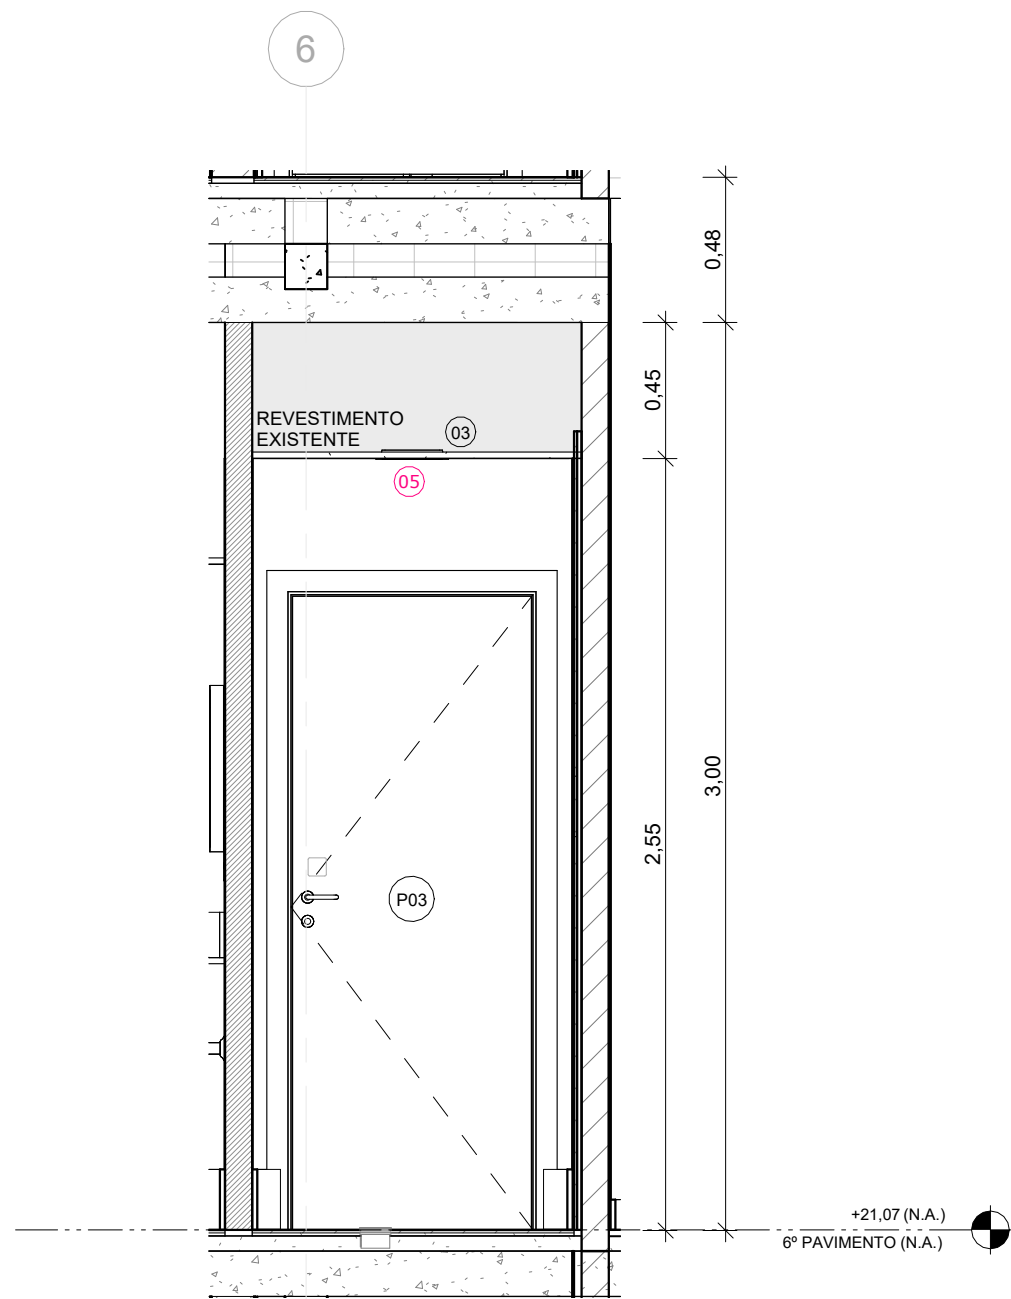 6
0,48
0,45
REVESTIMENTO
EXISTENTE
03
05
3,00
2,55
P03
+21,07 (N.A.)
6º PAVIMENTO (N.A.)